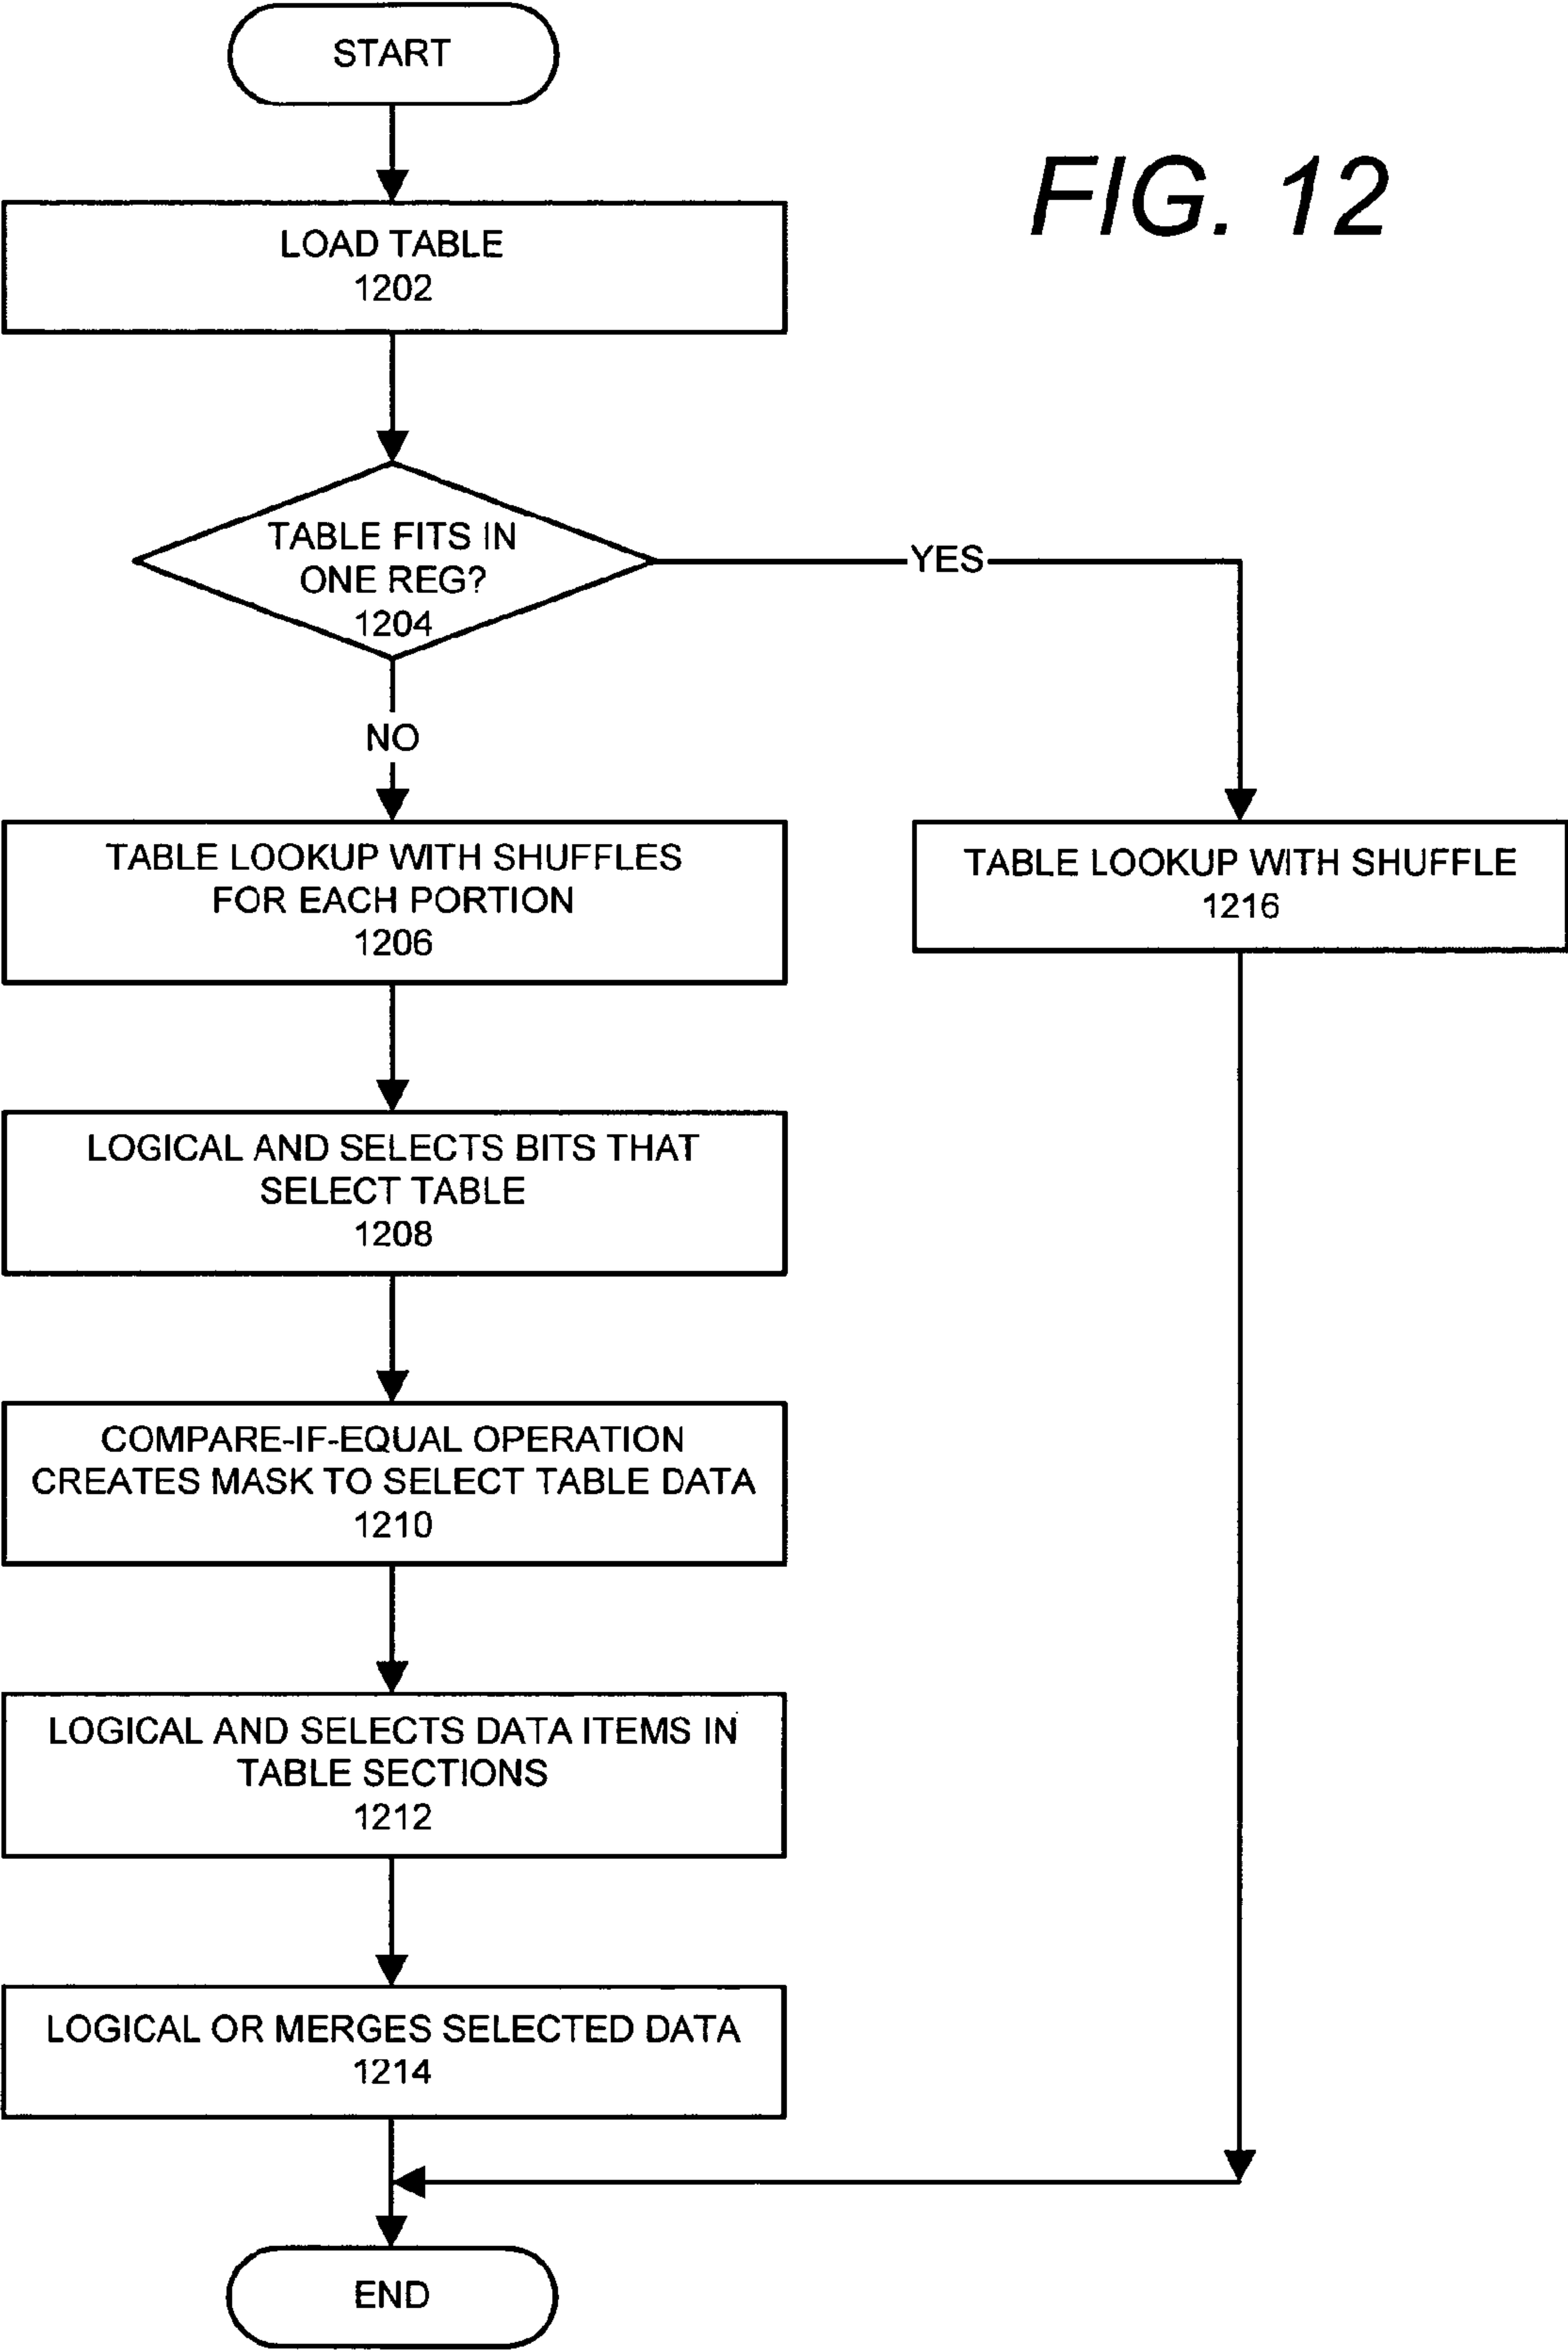 START
FIG. 12
LOAD TABLE
1202
TABLE FITS IN
ONE REG?
1204
YES
NO
TABLE LOOKUP WITH SHUFFLES
FOR EACH PORTION
1206
TABLE LOOKUP WITH SHUFFLE
1216
LOGICAL AND SELECTS BITS THAT
SELECT TABLE
1208
COMPARE-IF-EQUAL OPERATION
CREATES MASK TO SELECT TABLE DATA
1210
LOGICAL AND SELECTS DATA ITEMS IN
TABLE SECTIONS
1212
LOGICAL OR MERGES SELECTED DATA
1214
END